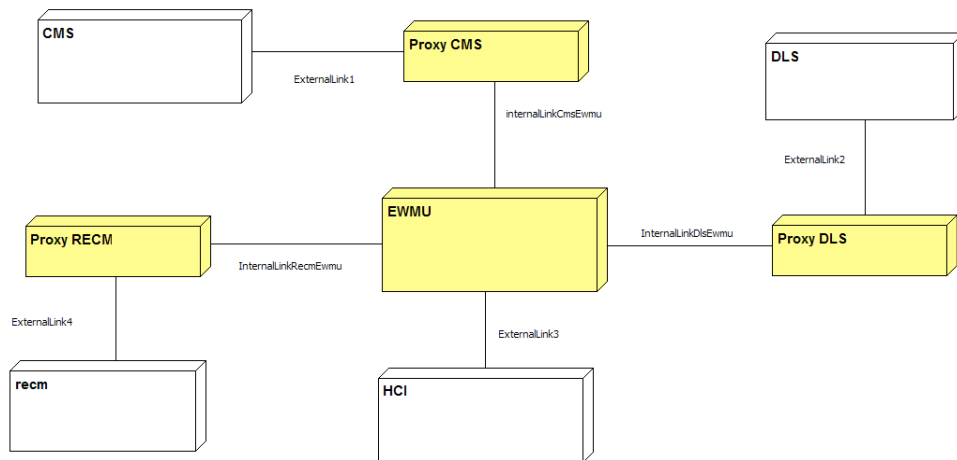 CMS
Proxy CMS
DLS
ExternalLink1
internalLinkCmsEwmu
ExternalLink2
EWMU
Proxy RECM
InternalLinkDlsEwmu
Proxy DLS
InternalLinkRecmEwmu
ExternalLink4
ExternalLink3
recm
HCI